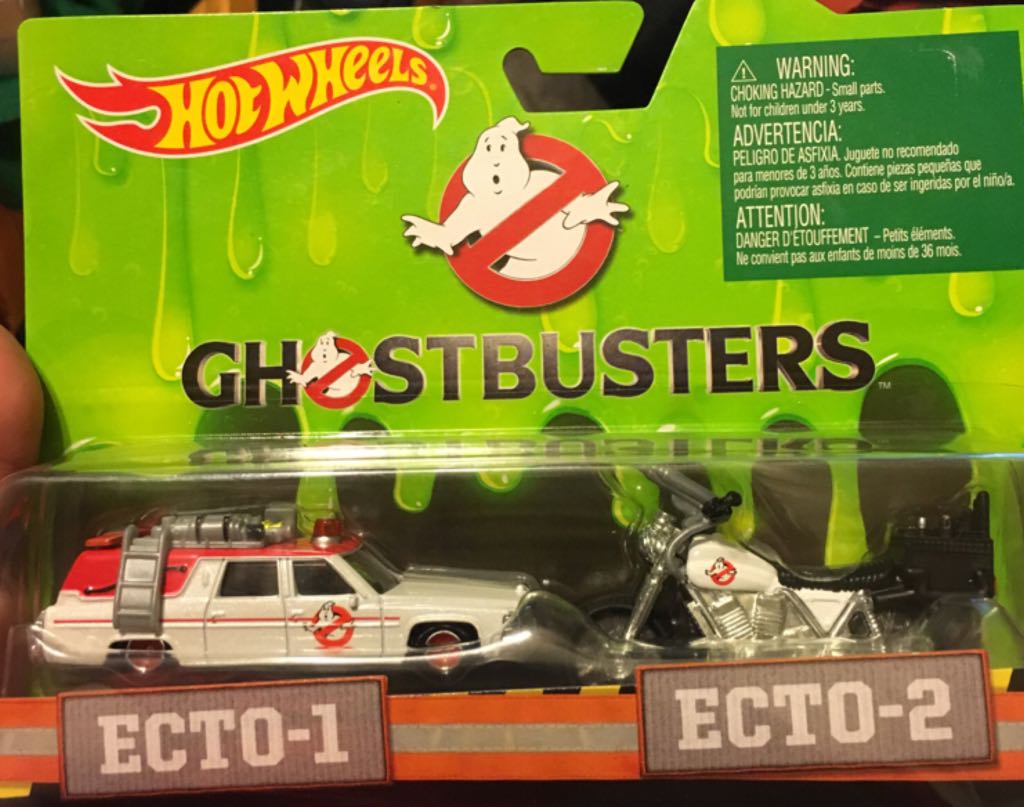 HOT WHEELS
WARNING:
CHOKING HAZARD - Small parts.
Not for children under 3 years.
ADVERTENCIA:
PELIGRO DE ASFIXIA. Juguete no recomendado
para menores de 3 años. Contiene piezas pequeñas que
podrían provocar asfixia en caso de ser ingeridas por el niño/a.
ATTENTION:
DANGER D'ÉTOUFFEMENT – Petits éléments.
Ne convient pas aux enfants de moins de 36 mois.
GHOSTBUSTERS™
ECTO-1
ECTO-2